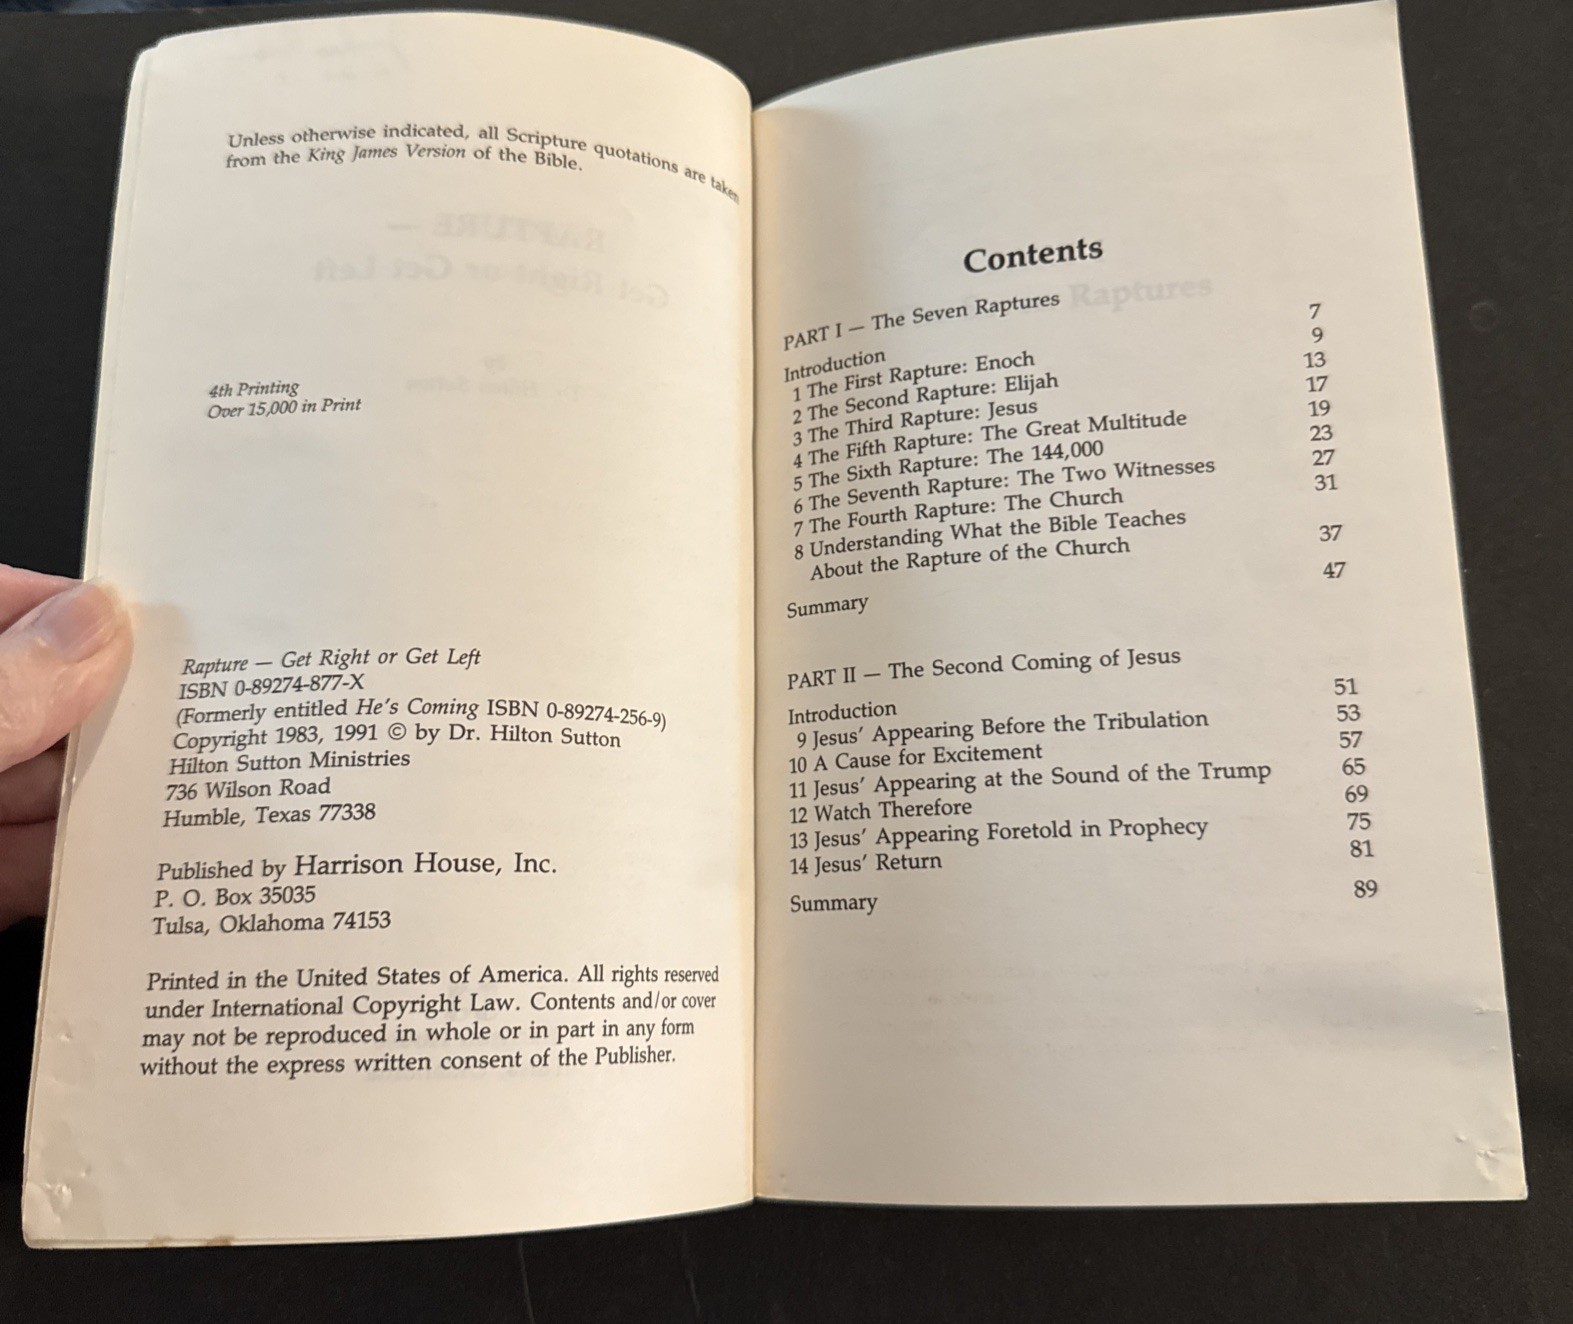 Unless otherwise indicated, all Scripture quotations are taken
from the King James Version of the Bible.
4th Printing
Over 15,000 in Print
Rapture — Get Right or Get Left
ISBN 0-89274-877-X
(Formerly entitled He's Coming ISBN 0-89274-256-9)
Copyright 1983, 1991 © by Dr. Hilton Sutton
Hilton Sutton Ministries
736 Wilson Road
Humble, Texas 77338
Published by Harrison House, Inc.
P. O. Box 35035
Tulsa, Oklahoma 74153
Printed in the United States of America. All rights reserved
under International Copyright Law. Contents and/or cover
may not be reproduced in whole or in part in any form
without the express written consent of the Publisher.
Contents
PART I — The Seven Raptures
Introduction 7
1 The First Rapture: Enoch 9
2 The Second Rapture: Elijah 13
3 The Third Rapture: Jesus 17
4 The Fifth Rapture: The Great Multitude 19
5 The Sixth Rapture: The 144,000 23
6 The Seventh Rapture: The Two Witnesses 27
7 The Fourth Rapture: The Church 31
8 Understanding What the Bible Teaches
About the Rapture of the Church 37
Summary 47
PART II — The Second Coming of Jesus
Introduction 51
9 Jesus' Appearing Before the Tribulation 53
10 A Cause for Excitement 57
11 Jesus' Appearing at the Sound of the Trump 65
12 Watch Therefore 69
13 Jesus' Appearing Foretold in Prophecy 75
14 Jesus' Return 81
Summary 89